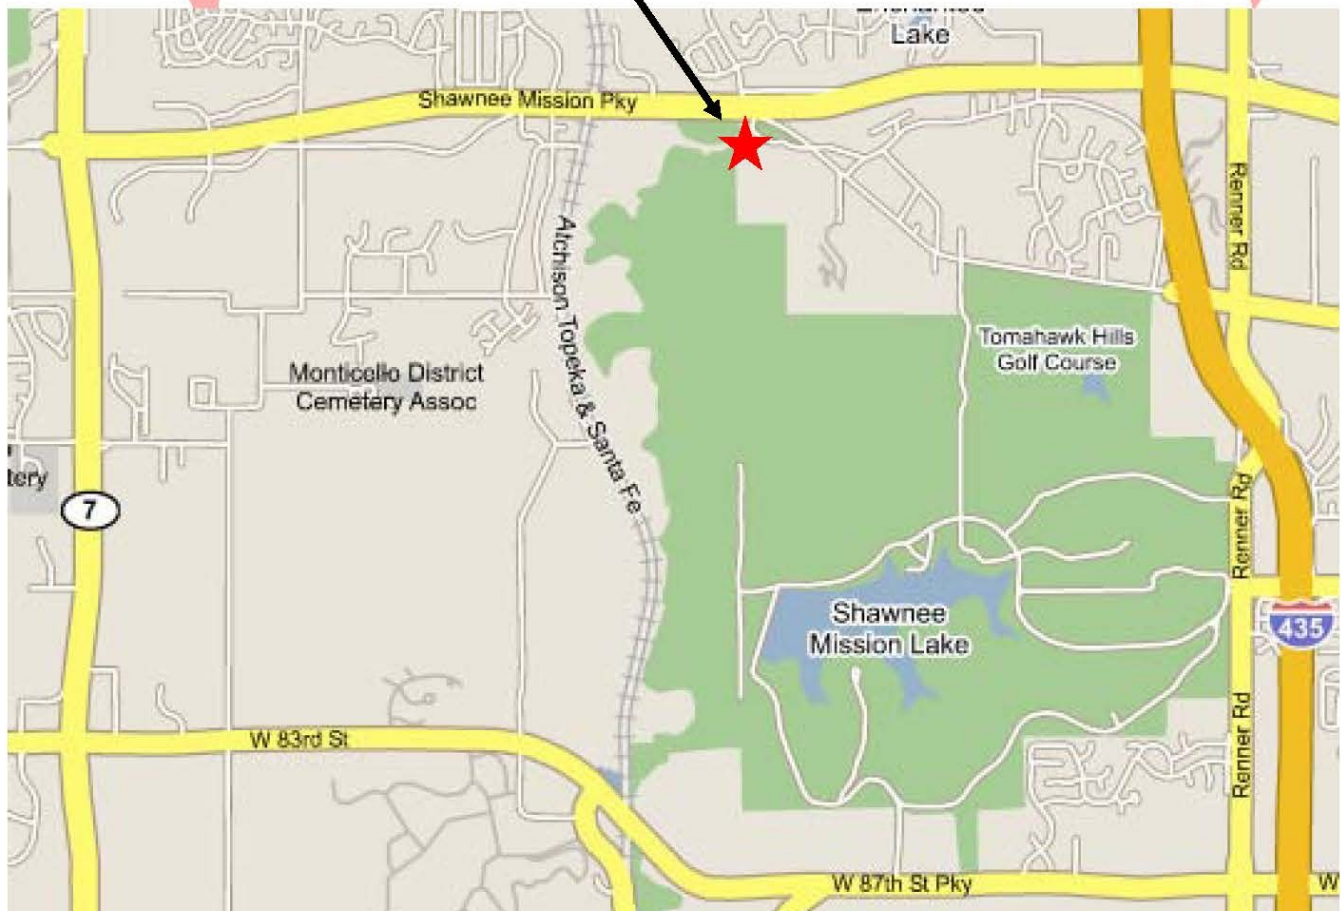 Lake
Shawnee Mission Pky
Renner Rd
Atchison Topeka & Santa Fe
Tomahawk Hills
Golf Course
Monticello District
Cemetery Assoc
tery
7
Renner Rd
Shawnee
Mission Lake
435
Renner Rd
W 83rd St
W 87th St Pky
W